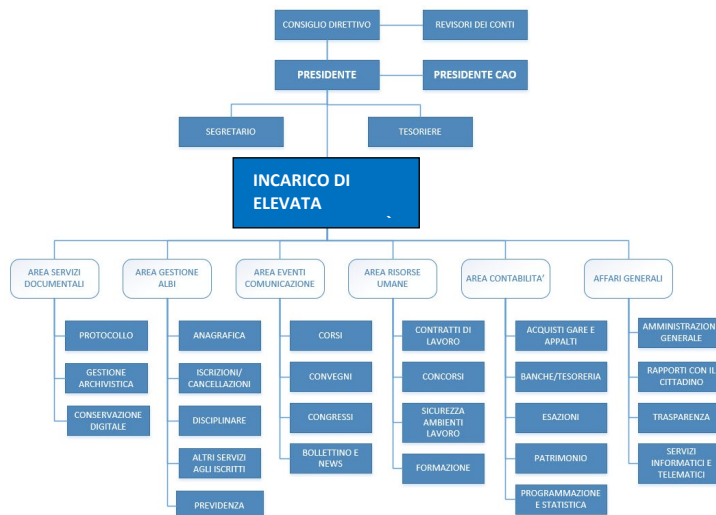 CONSIGLIO DIRETTIVO
REVISORI DEI CONTI
PRESIDENTE
PRESIDENTE CAO
SEGRETARIO
TESORIERE
INCARICO DI
ELEVATA
AREA SERVIZI
DOCUMENTALI
AREA GESTIONE
ALBI
AREA EVENTI
COMUNICAZIONE
AREA RISORSE
UMANE
AREA CONTABILITA'
AFFARI GENERALI
PROTOCOLLO
GESTIONE
ARCHIVISTICA
CONSERVAZIONE
DIGITALE
ANAGRAFICA
ISCRIZIONI/
CANCELLAZIONI
DISCIPLINARE
ALTRI SERVIZI
AGLI ISCRITTI
PREVIDENZA
CORSI
CONVEGNI
CONGRESSI
BOLLETTINO E
NEWS
CONTRATTI DI
LAVORO
CONCORSI
SICUREZZA
AMBIENTI
LAVORO
FORMAZIONE
ACQUISTI GARE E
APPALTI
BANCHE/TESORERIA
ESAZIONI
PATRIMONIO
PROGRAMMAZIONE
E STATISTICA
AMMINISTRAZIONE
GENERALE
RAPPORTI CON IL
CITTADINO
TRASPARENZA
SERVIZI
INFORMATICI E
TELEMATICI